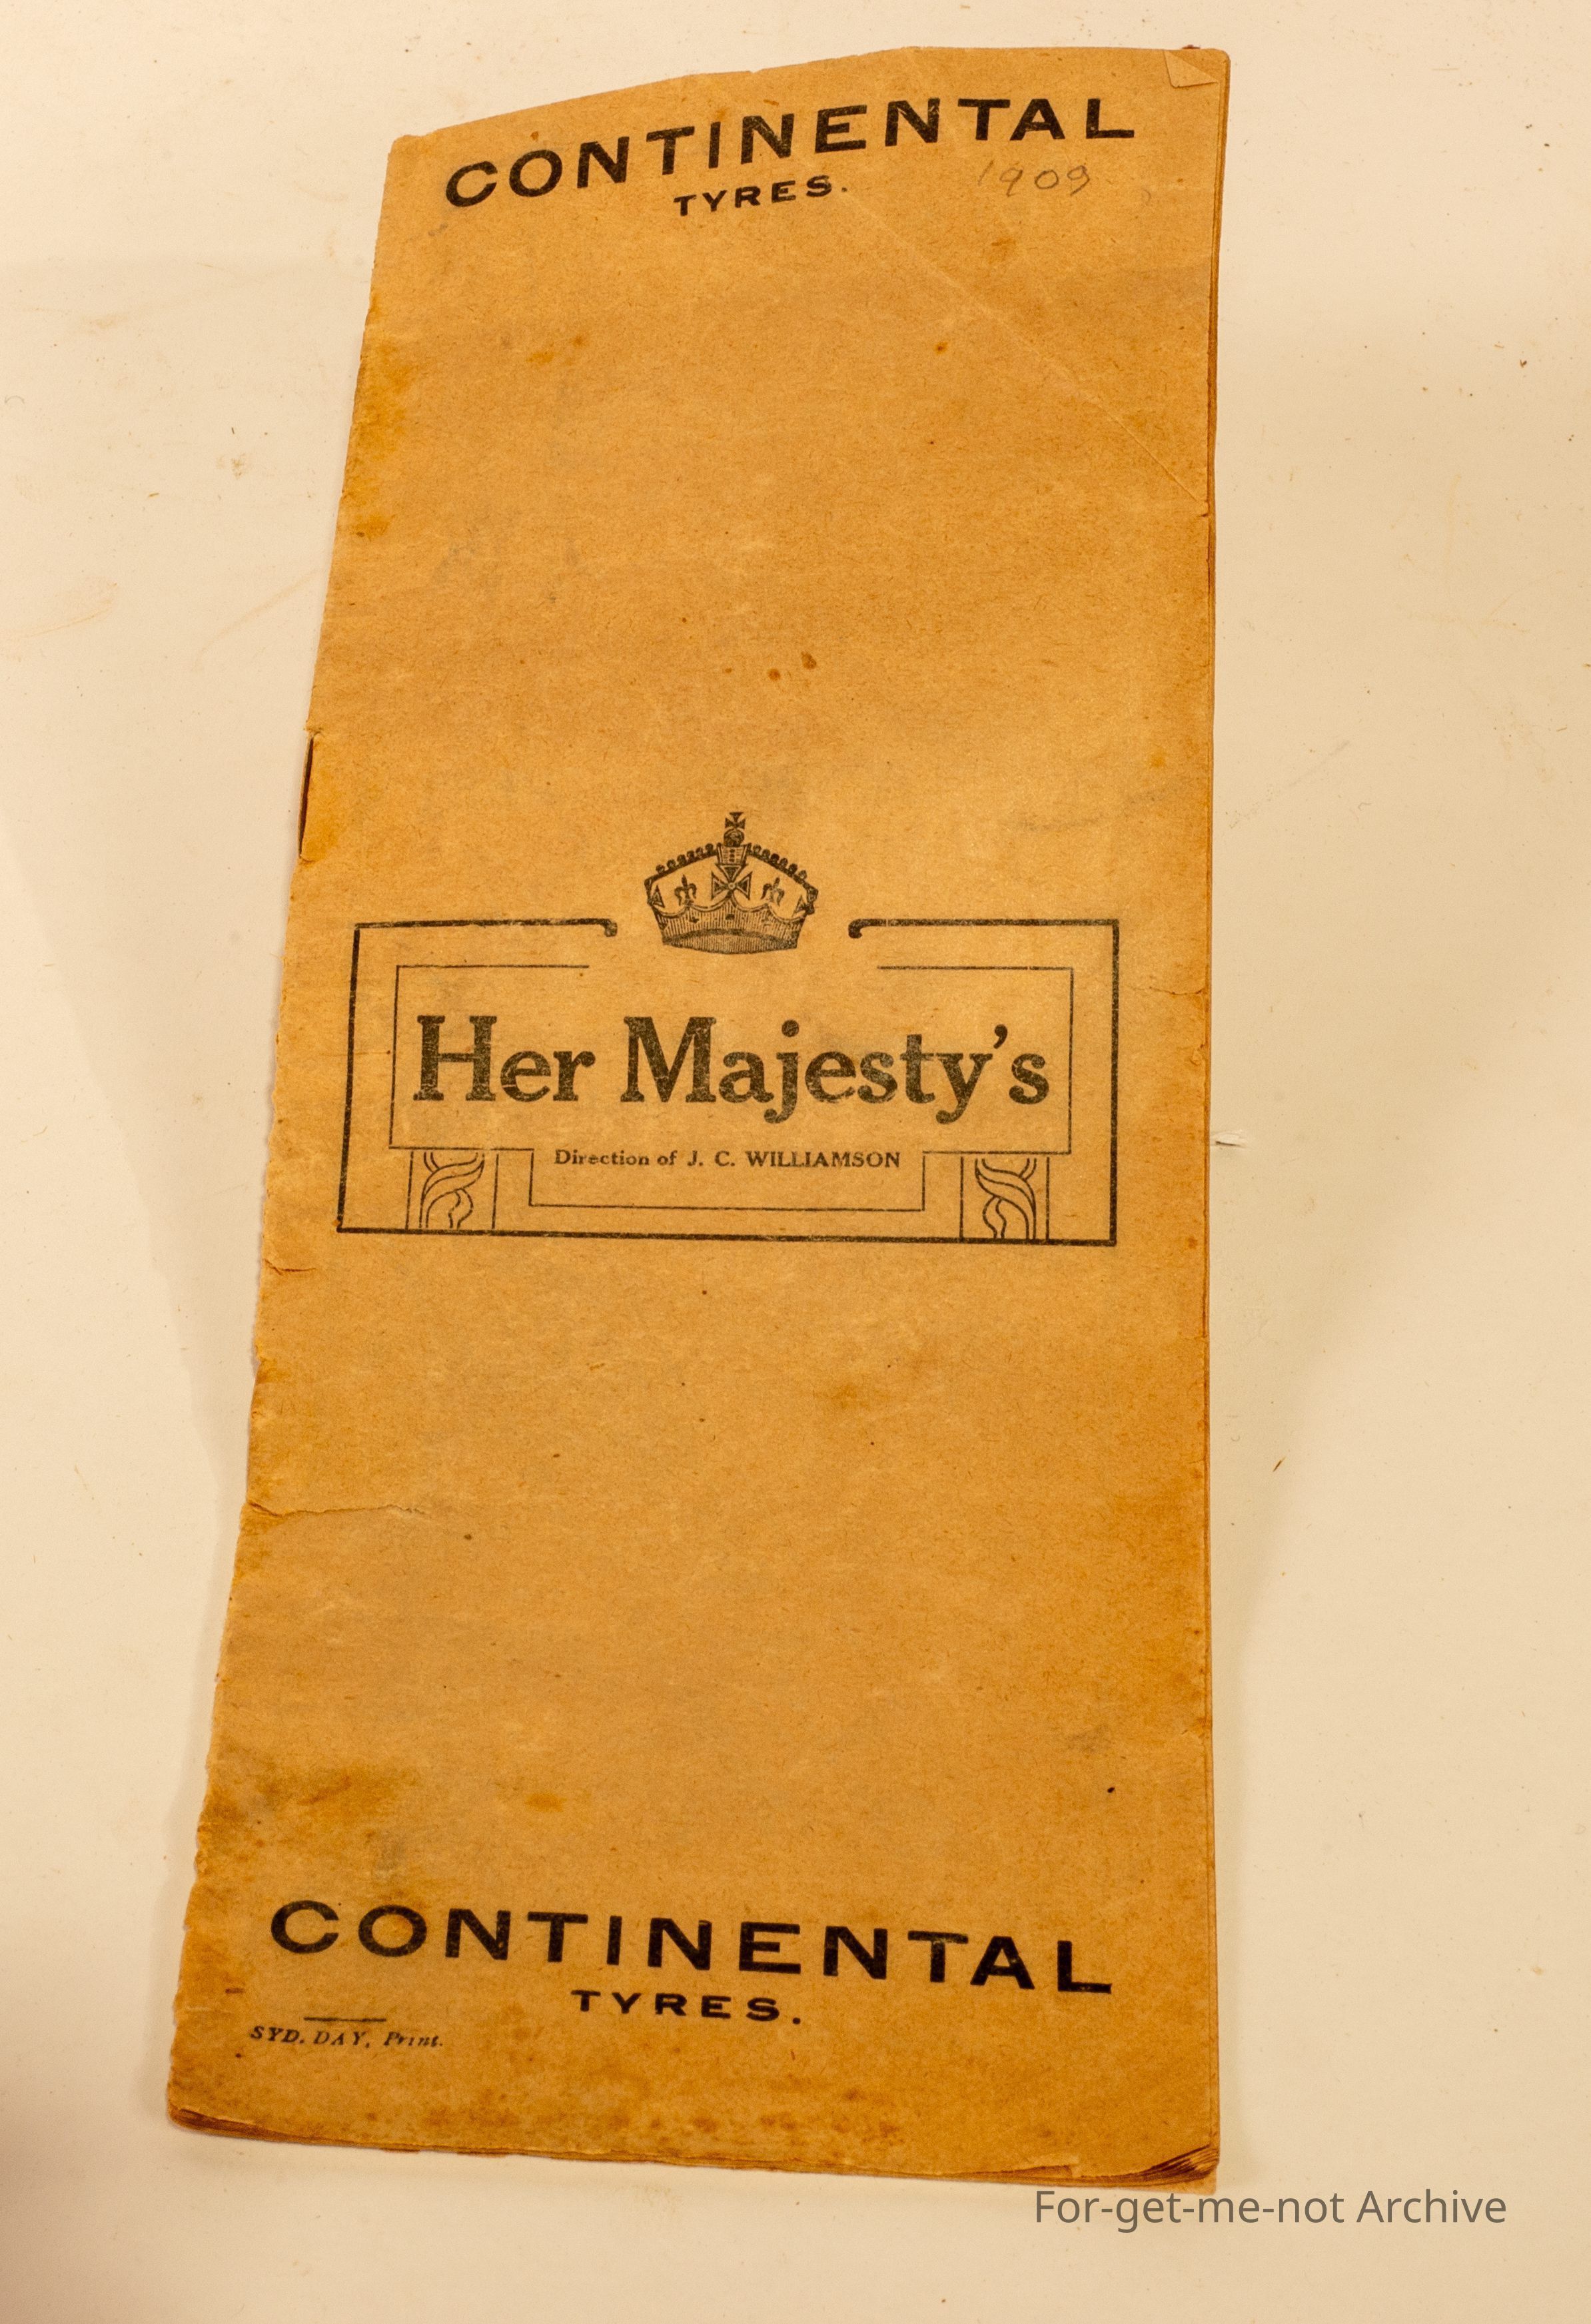 CONTINENTAL
TYRES.
1909
Her Majesty's
Direction of J. C. WILLIAMSON
CONTINENTAL
TYRES.
SYD. DAY, Print.
For-get-me-not Archive